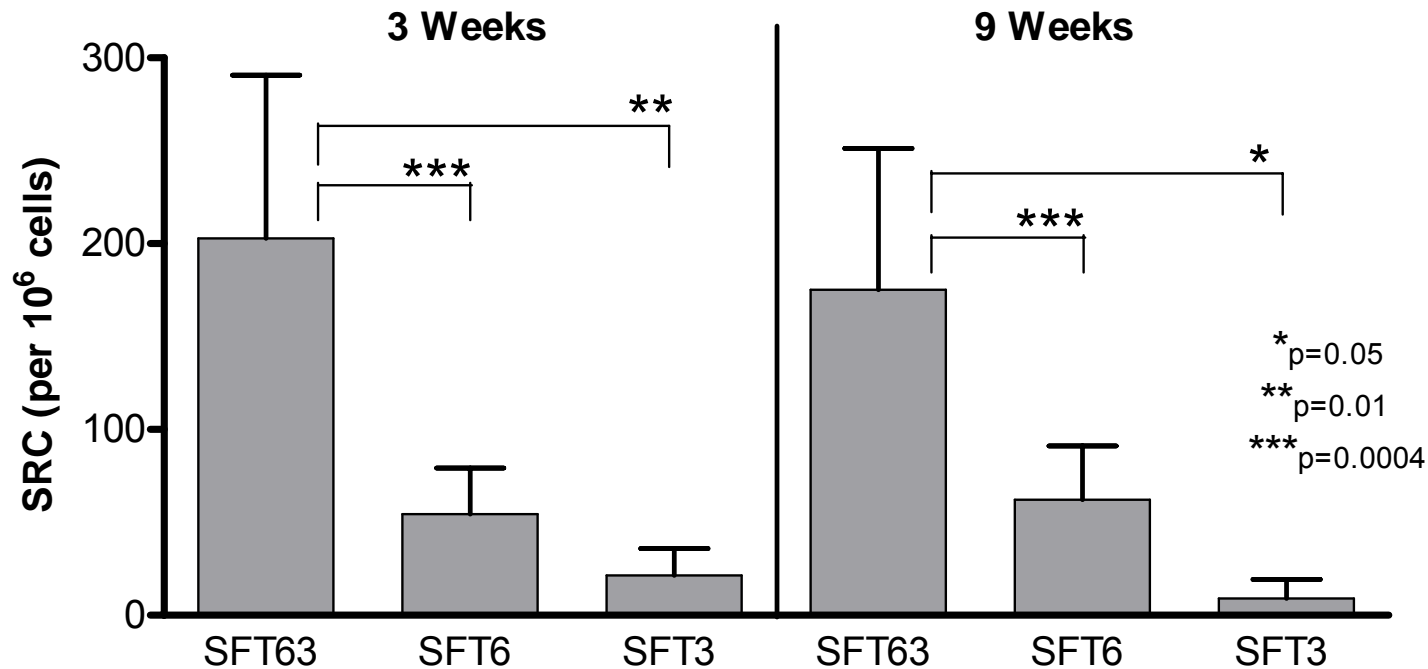 3 Weeks
9 Weeks
SRC (per 10⁶ cells)
300
200
100
0
**
***
*
***
*p=0.05
**p=0.01
***p=0.0004
SFT63 SFT6 SFT3 SFT63 SFT6 SFT3